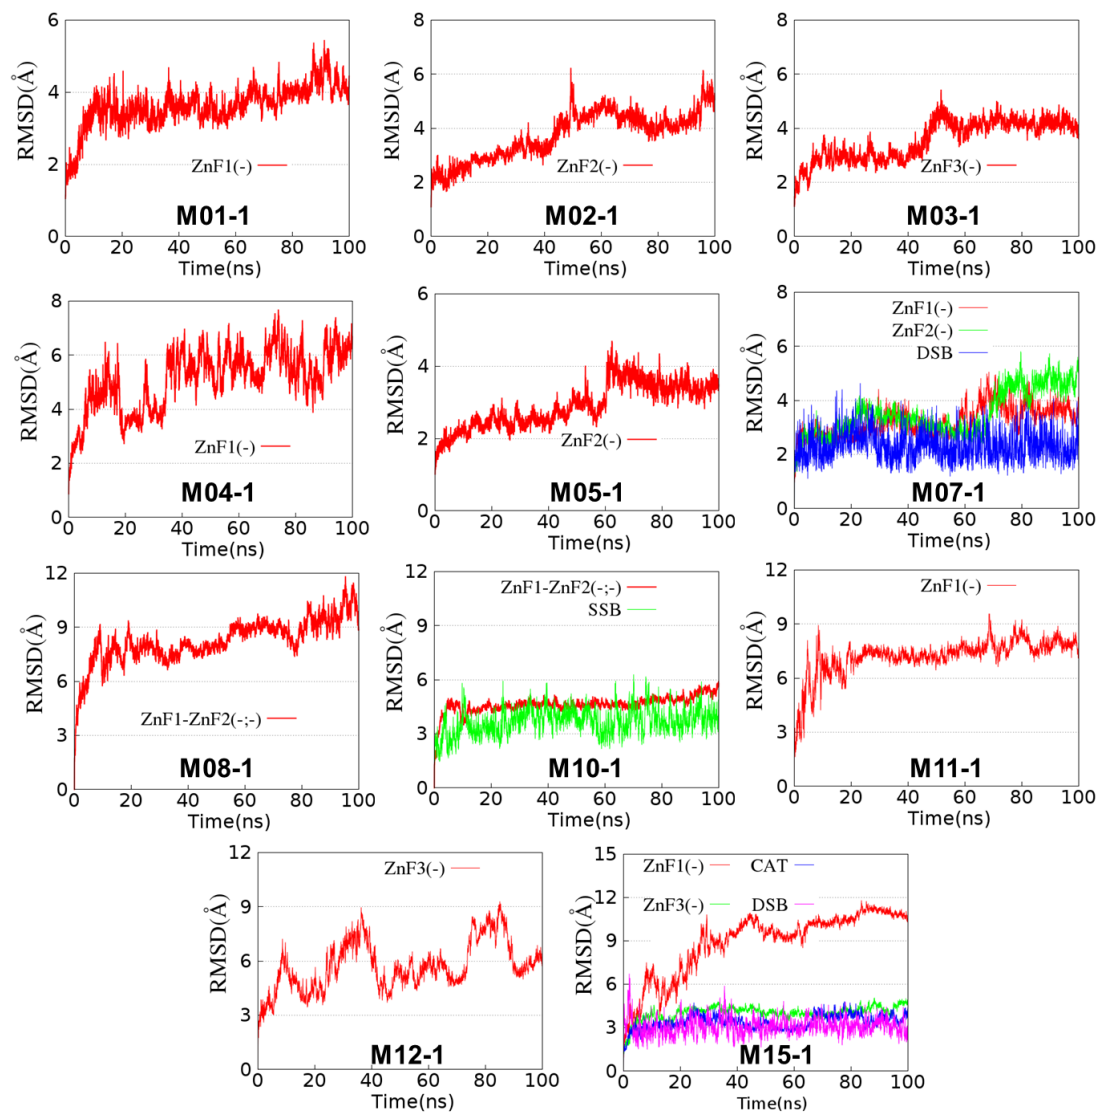 6
4
2
0
RMSD(Å)
ZnF1(-)
M01-1
0 20 40 60 80 100
Time(ns)
8
6
4
2
0
RMSD(Å)
ZnF2(-)
M02-1
0 20 40 60 80 100
Time(ns)
8
6
4
2
0
RMSD(Å)
ZnF3(-)
M03-1
0 20 40 60 80 100
Time(ns)
8
6
4
2
0
RMSD(Å)
ZnF1(-)
M04-1
0 20 40 60 80 100
Time(ns)
6
4
2
0
RMSD(Å)
ZnF2(-)
M05-1
0 20 40 60 80 100
Time(ns)
8
6
4
2
0
RMSD(Å)
ZnF1(-)
ZnF2(-)
DSB
M07-1
0 20 40 60 80 100
Time(ns)
12
9
6
3
0
RMSD(Å)
ZnF1-ZnF2(-;-)
M08-1
0 20 40 60 80 100
Time(ns)
12
9
6
3
0
RMSD(Å)
ZnF1-ZnF2(-;-)
SSB
M10-1
0 20 40 60 80 100
Time(ns)
12
9
6
3
0
RMSD(Å)
ZnF1(-)
M11-1
0 20 40 60 80 100
Time(ns)
12
9
6
3
0
RMSD(Å)
ZnF3(-)
M12-1
0 20 40 60 80 100
Time(ns)
15
12
9
6
3
0
RMSD(Å)
ZnF1(-) CAT
ZnF3(-) DSB
M15-1
0 20 40 60 80 100
Time(ns)